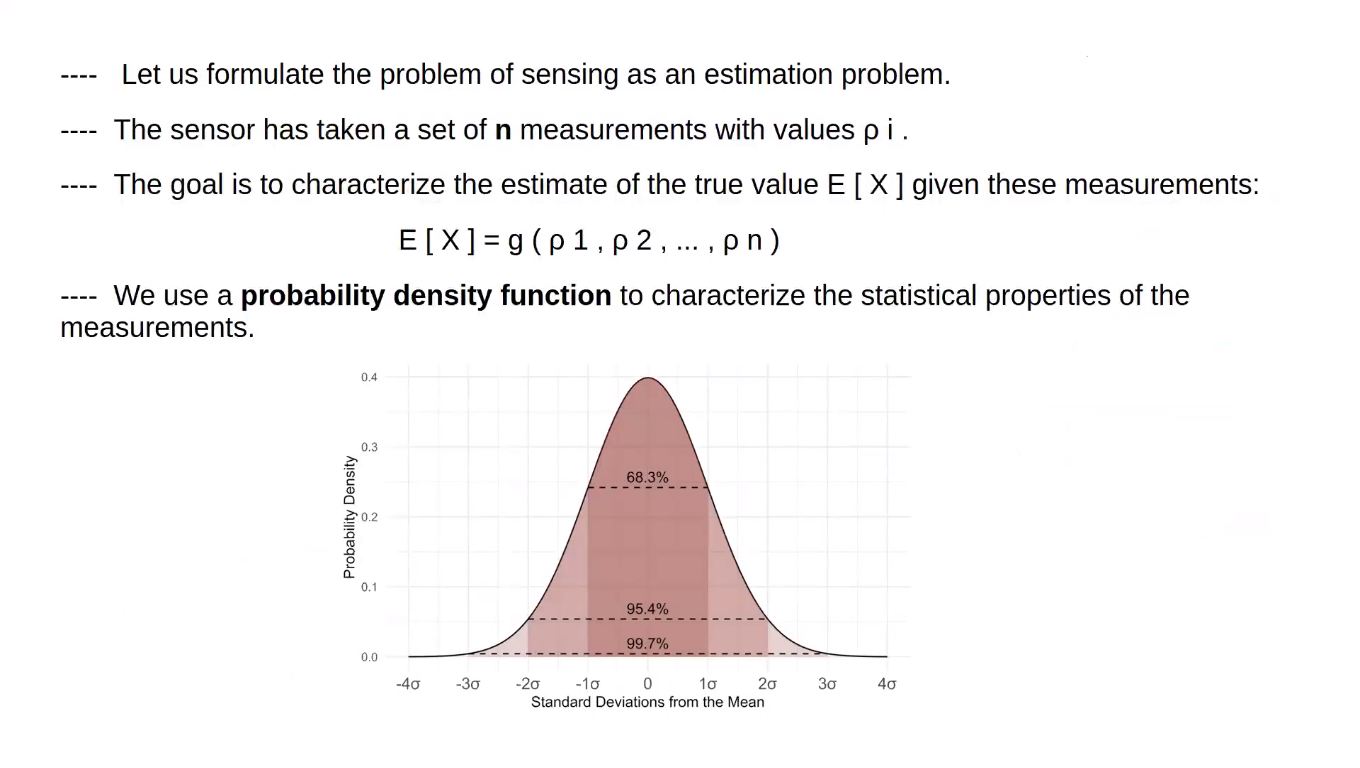 ---- Let us formulate the problem of sensing as an estimation problem.
---- The sensor has taken a set of n measurements with values ρ i .
---- The goal is to characterize the estimate of the true value E [ X ] given these measurements:
E [ X ] = g ( ρ 1 , ρ 2 , ... , ρ n )
---- We use a probability density function to characterize the statistical properties of the
measurements.
0.4
0.3
68.3%
0.2
Probability Density
0.1
95.4%
99.7%
0.0
-4σ -3σ -2σ -1σ 0 1σ 2σ 3σ 4σ
Standard Deviations from the Mean